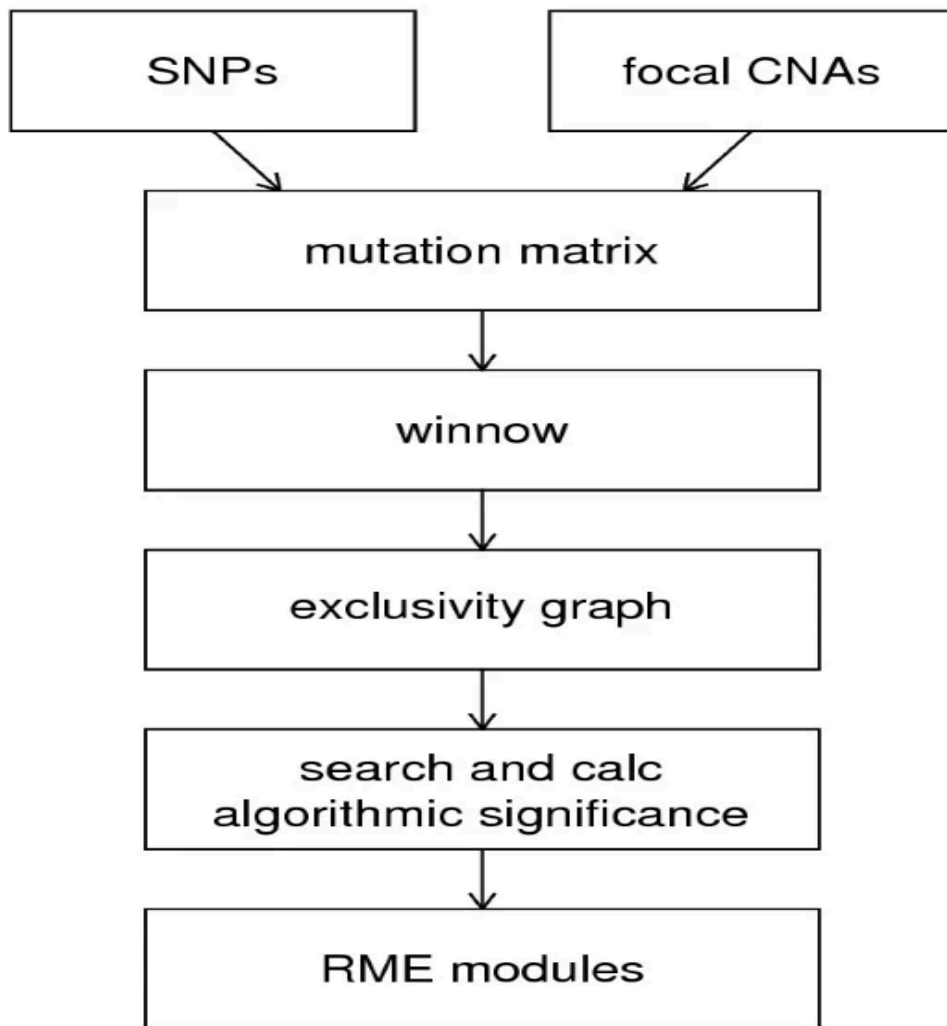 SNPs
focal CNAs
mutation matrix
winnow
exclusivity graph
search and calc
algorithmic significance
RME modules